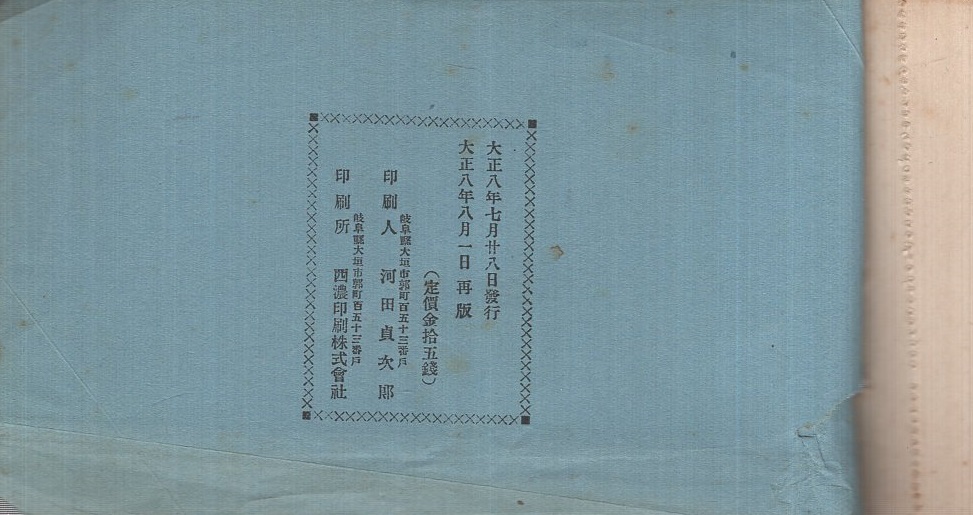 大正八年七月廿八日發行
大正八年八月一日再版
(定價金拾五錢)
岐阜縣大垣市郭町百五十三番戶
印刷人 河田貞次郎
岐阜縣大垣市郭町百五十三番戶
印刷所 西濃印刷株式會社